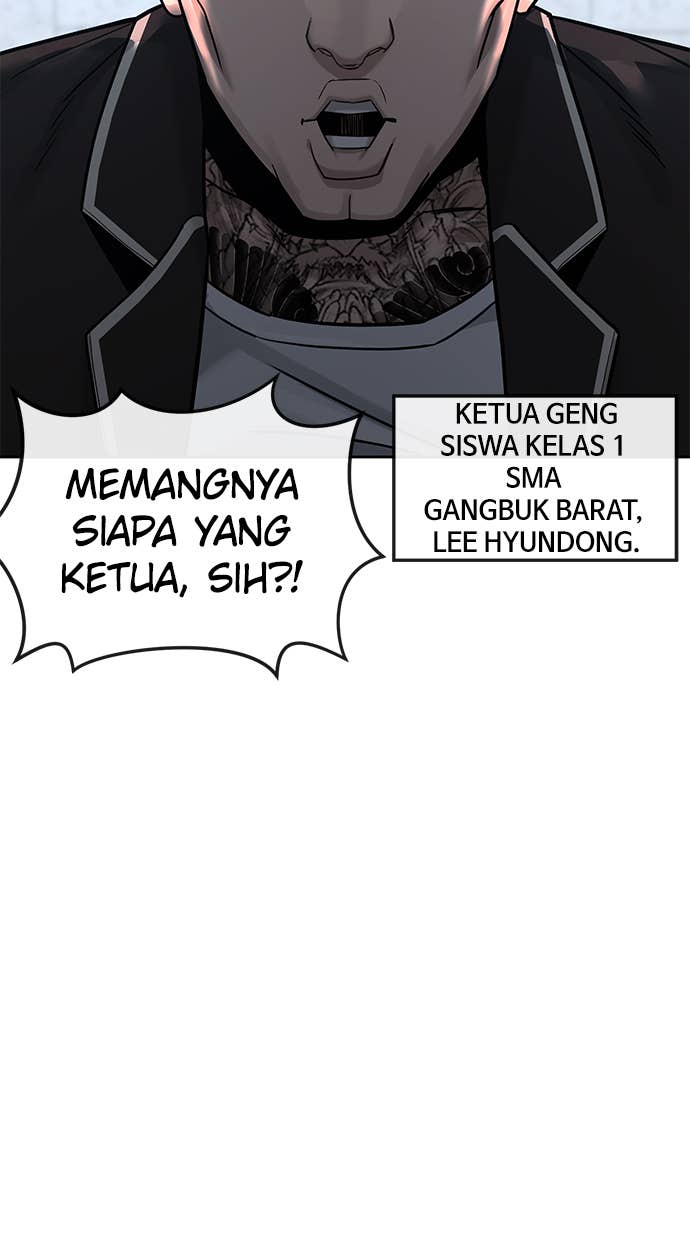 MEMANGNYA
SIAPA YANG
KETUA, SIH?!
KETUA GENG
SISWA KELAS 1
SMA
GANGBUK BARAT,
LEE HYUNDONG.